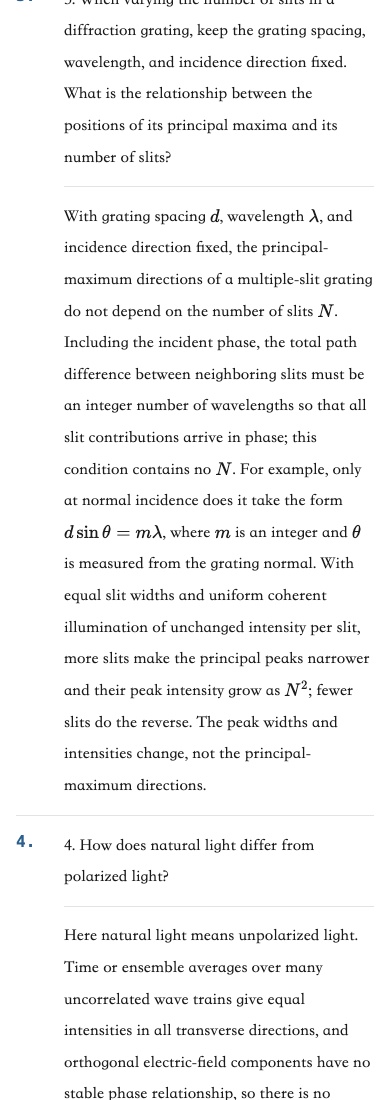 3. When varying the number of slits in a
diffraction grating, keep the grating spacing,
wavelength, and incidence direction fixed.
What is the relationship between the
positions of its principal maxima and its
number of slits?
With grating spacing d, wavelength λ, and
incidence direction fixed, the principal-
maximum directions of a multiple-slit grating
do not depend on the number of slits N.
Including the incident phase, the total path
difference between neighboring slits must be
an integer number of wavelengths so that all
slit contributions arrive in phase; this
condition contains no N. For example, only
at normal incidence does it take the form
d sin θ = mλ, where m is an integer and θ
is measured from the grating normal. With
equal slit widths and uniform coherent
illumination of unchanged intensity per slit,
more slits make the principal peaks narrower
and their peak intensity grow as N²; fewer
slits do the reverse. The peak widths and
intensities change, not the principal-
maximum directions.
4. 4. How does natural light differ from
polarized light?
Here natural light means unpolarized light.
Time or ensemble averages over many
uncorrelated wave trains give equal
intensities in all transverse directions, and
orthogonal electric-field components have no
stable phase relationship, so there is no